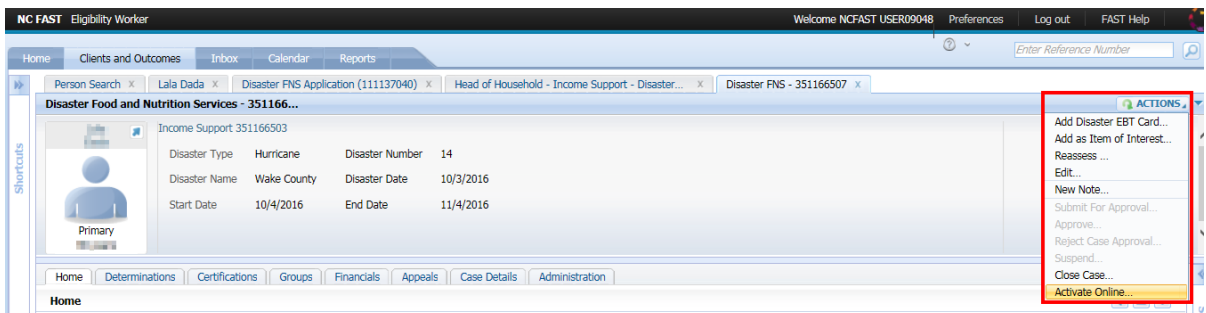 NC FAST Eligibility Worker Welcome NCFAST USER09048 Preferences Log out FAST Help
Home Clients and Outcomes Inbox Calendar Reports Enter Reference Number
Person Search X Lala Dada X Disaster FNS Application (111137040) X Head of Household - Income Support - Disaster... X Disaster FNS - 351166507 x
Disaster Food and Nutrition Services - 351166... ACTIONS
Shortcuts
Income Support 351166503
Disaster Type Hurricane Disaster Number 14
Disaster Name Wake County Disaster Date 10/3/2016
Start Date 10/4/2016 End Date 11/4/2016
Primary
Add Disaster EBT Card...
Add as Item of Interest...
Reassess ...
Edit...
New Note...
Submit For Approval...
Approve...
Reject Case Approval...
Suspend...
Close Case...
Activate Online...
Home Determinations Certifications Groups Financials Appeals Case Details Administration
Home